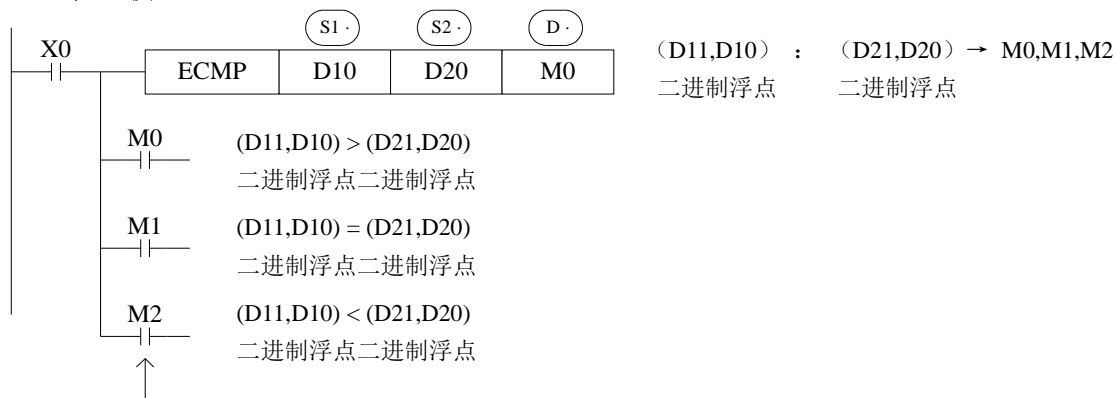 S1· S2· D·
X0
ECMP D10 D20 M0
（D11,D10） ： （D21,D20）→ M0,M1,M2
二进制浮点 二进制浮点
M0 (D11,D10) > (D21,D20)
二进制浮点二进制浮点
M1 (D11,D10) = (D21,D20)
二进制浮点二进制浮点
M2 (D11,D10) < (D21,D20)
二进制浮点二进制浮点